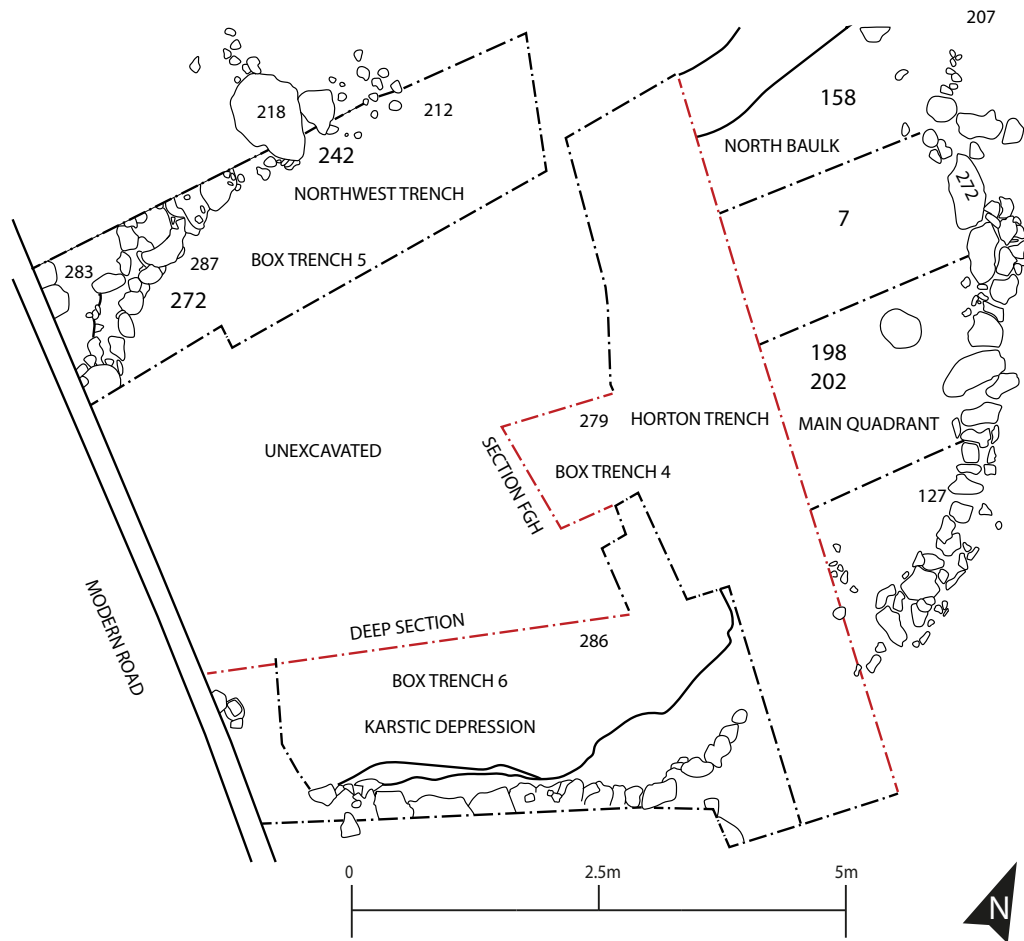 207
218
212
158
242
NORTH BAULK
NORTHWEST TRENCH
272
7
283
287
BOX TRENCH 5
272
198
202
279
HORTON TRENCH
MAIN QUADRANT
UNEXCAVATED
SECTION FGH
BOX TRENCH 4
127
MODERN ROAD
DEEP SECTION
286
BOX TRENCH 6
KARSTIC DEPRESSION
0
2.5m
5m
N